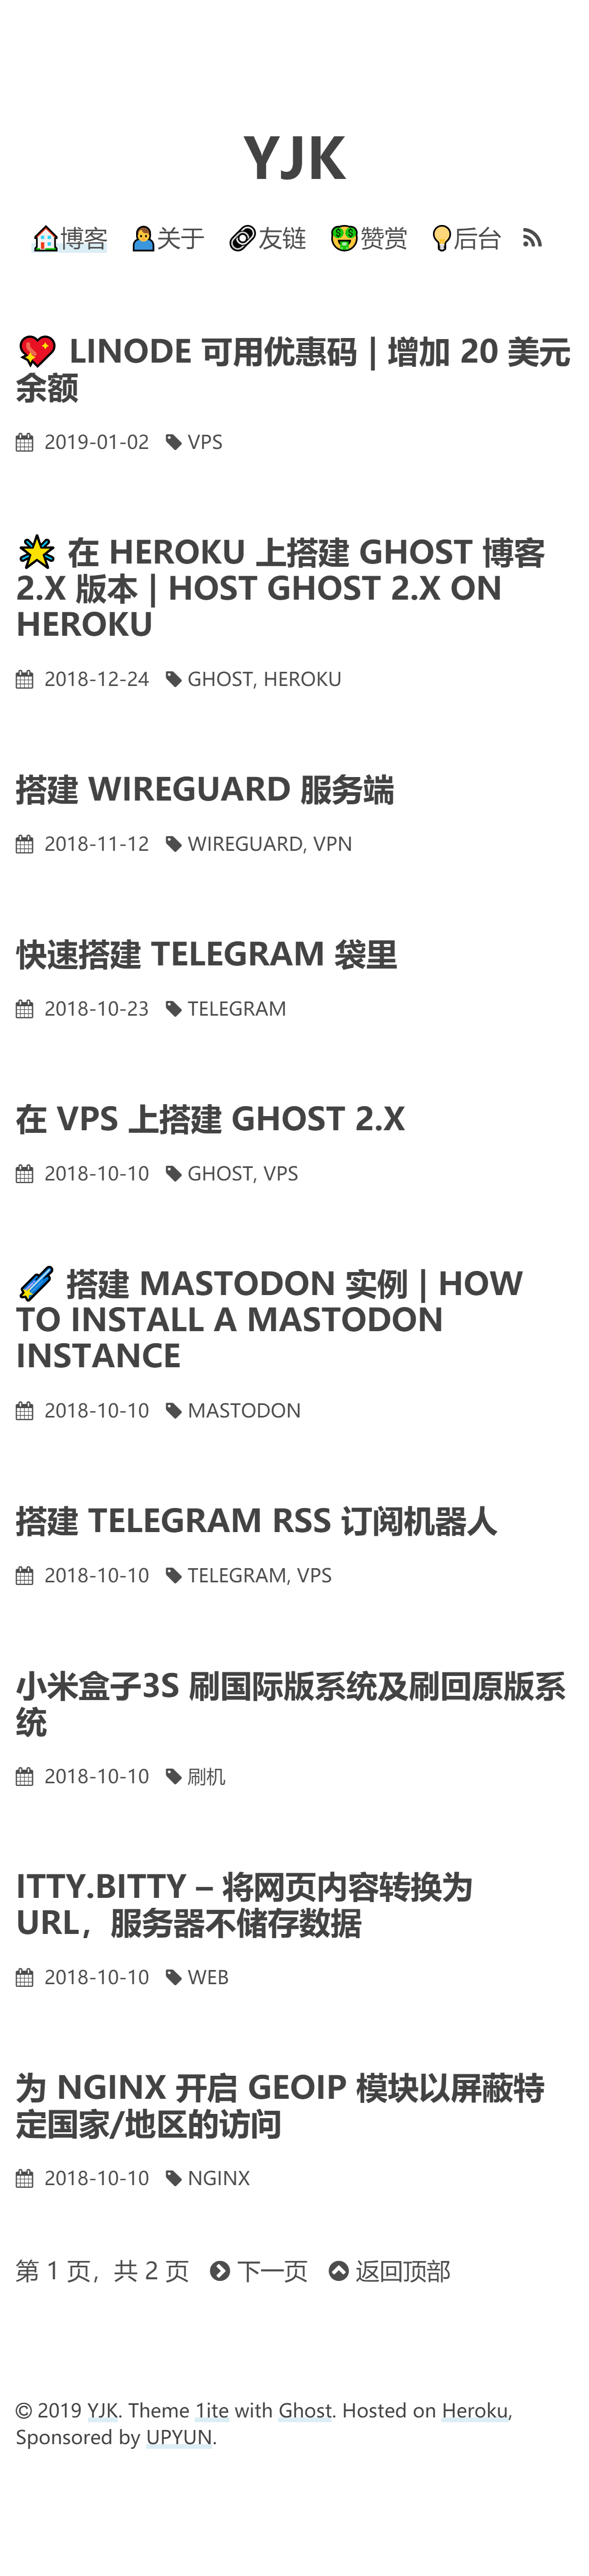 YJK
博客 关于 友链 赞赏 后台
LINODE 可用优惠码 | 增加 20 美元
余额
2019-01-02 VPS
在 HEROKU 上搭建 GHOST 博客
2.X 版本 | HOST GHOST 2.X ON
HEROKU
2018-12-24 GHOST, HEROKU
搭建 WIREGUARD 服务端
2018-11-12 WIREGUARD, VPN
快速搭建 TELEGRAM 袋里
2018-10-23 TELEGRAM
在 VPS 上搭建 GHOST 2.X
2018-10-10 GHOST, VPS
搭建 MASTODON 实例 | HOW
TO INSTALL A MASTODON
INSTANCE
2018-10-10 MASTODON
搭建 TELEGRAM RSS 订阅机器人
2018-10-10 TELEGRAM, VPS
小米盒子3S 刷国际版系统及刷回原版系
统
2018-10-10 刷机
ITTY.BITTY – 将网页内容转换为
URL，服务器不储存数据
2018-10-10 WEB
为 NGINX 开启 GEOIP 模块以屏蔽特
定国家/地区的访问
2018-10-10 NGINX
第 1 页，共 2 页 下一页 返回顶部
© 2019 YJK. Theme 1ite with Ghost. Hosted on Heroku,
Sponsored by UPYUN.